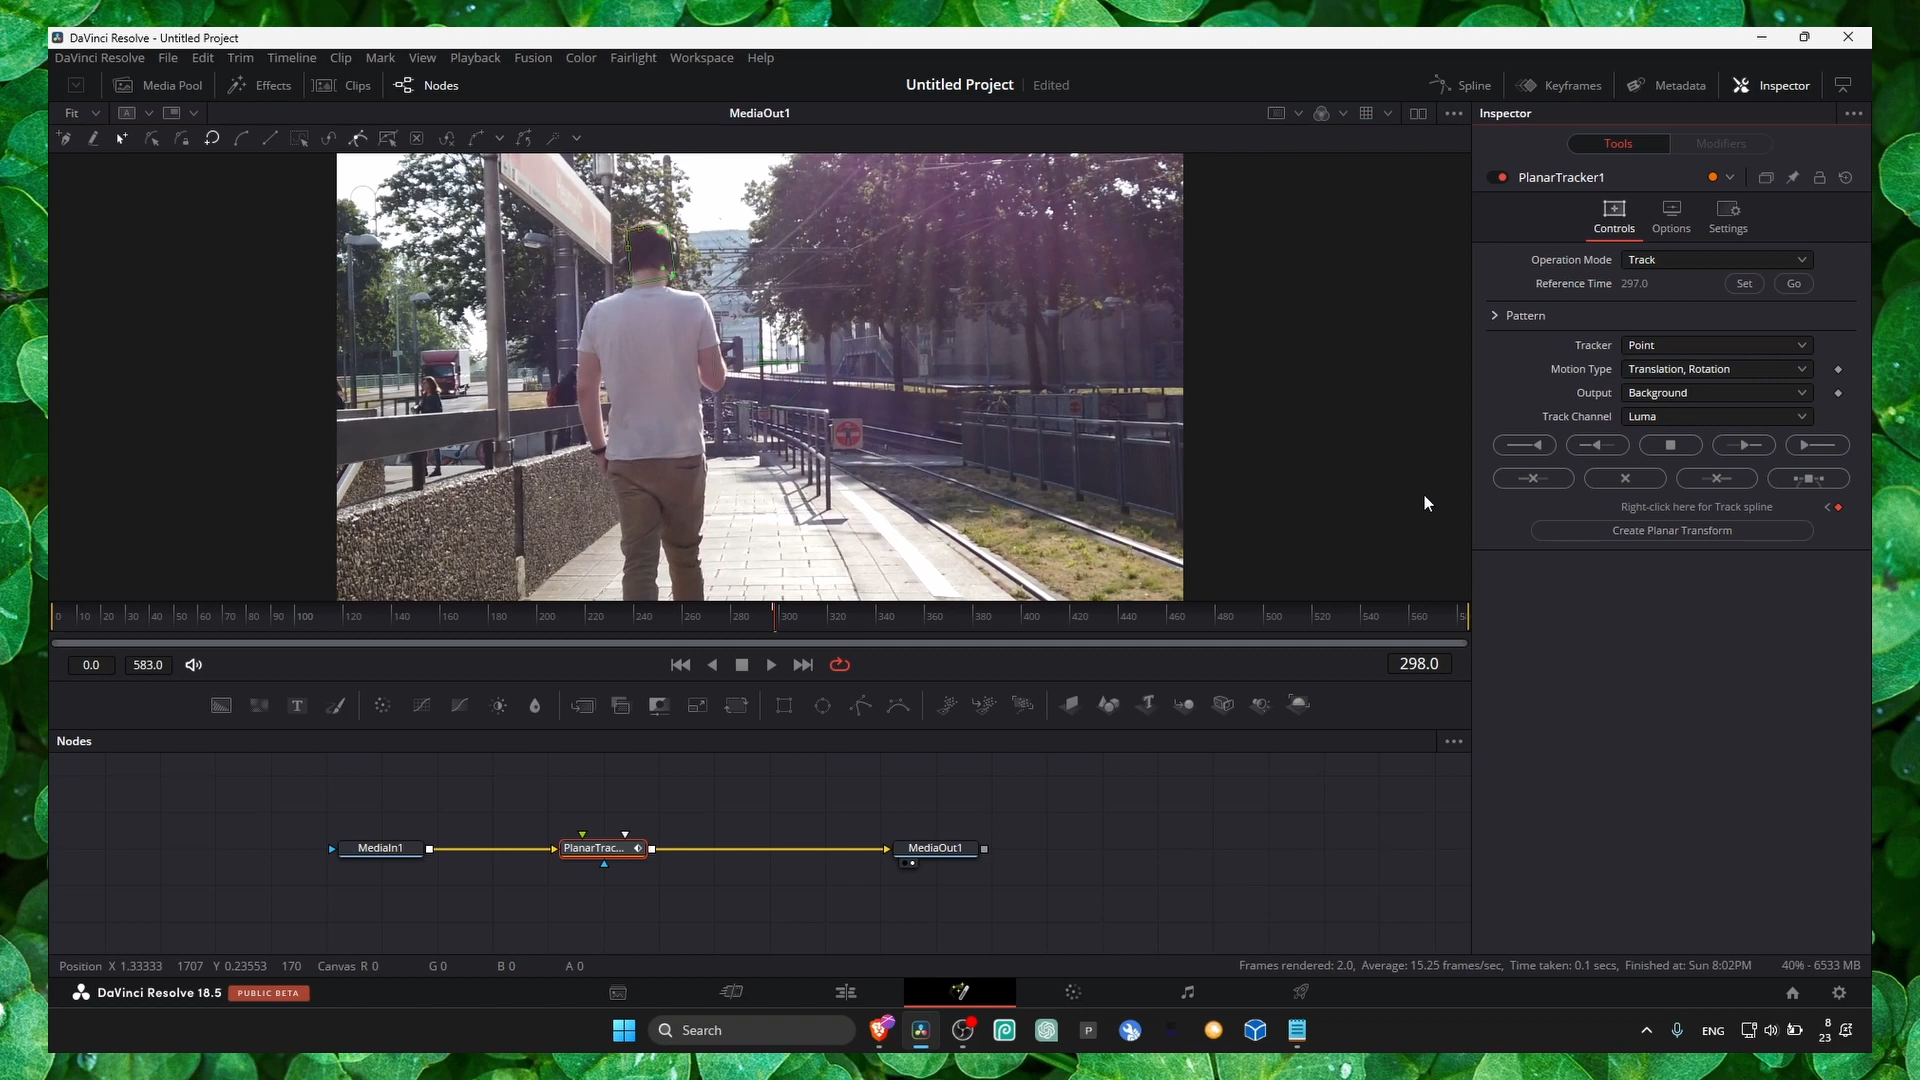 DaVinci Resolve - Untitled Project
DaVinci Resolve File Edit Trim Timeline Clip Mark View Playback Fusion Color Fairlight Workspace Help
Media Pool Effects Clips Nodes Untitled Project Edited Spline Keyframes Metadata Inspector
Fit A MediaOut1 Inspector
Tools Modifiers
PlanarTracker1
Controls Options Settings
Operation Mode Track
Reference Time 297.0 Set Go
Pattern
Tracker Point
Motion Type Translation, Rotation
Output Background
Track Channel Luma
Right-click here for Track spline
Create Planar Transform
0 10 20 30 40 50 60 70 80 90 100 120 140 160 180 200 220 240 260 280 300 320 340 360 380 400 420 440 460 480 500 520 540 560
0.0 583.0 298.0
T T
Nodes
MediaIn1 PlanarTrac... MediaOut1
Position X 1.33333 1707 Y 0.23553 170 Canvas R 0 G 0 B 0 A 0 Frames rendered: 2.0, Average: 15.25 frames/sec, Time taken: 0.1 secs, Finished at: Sun 8:02PM 40% - 6533 MB
DaVinci Resolve 18.5 PUBLIC BETA
Search P ENG 8
23